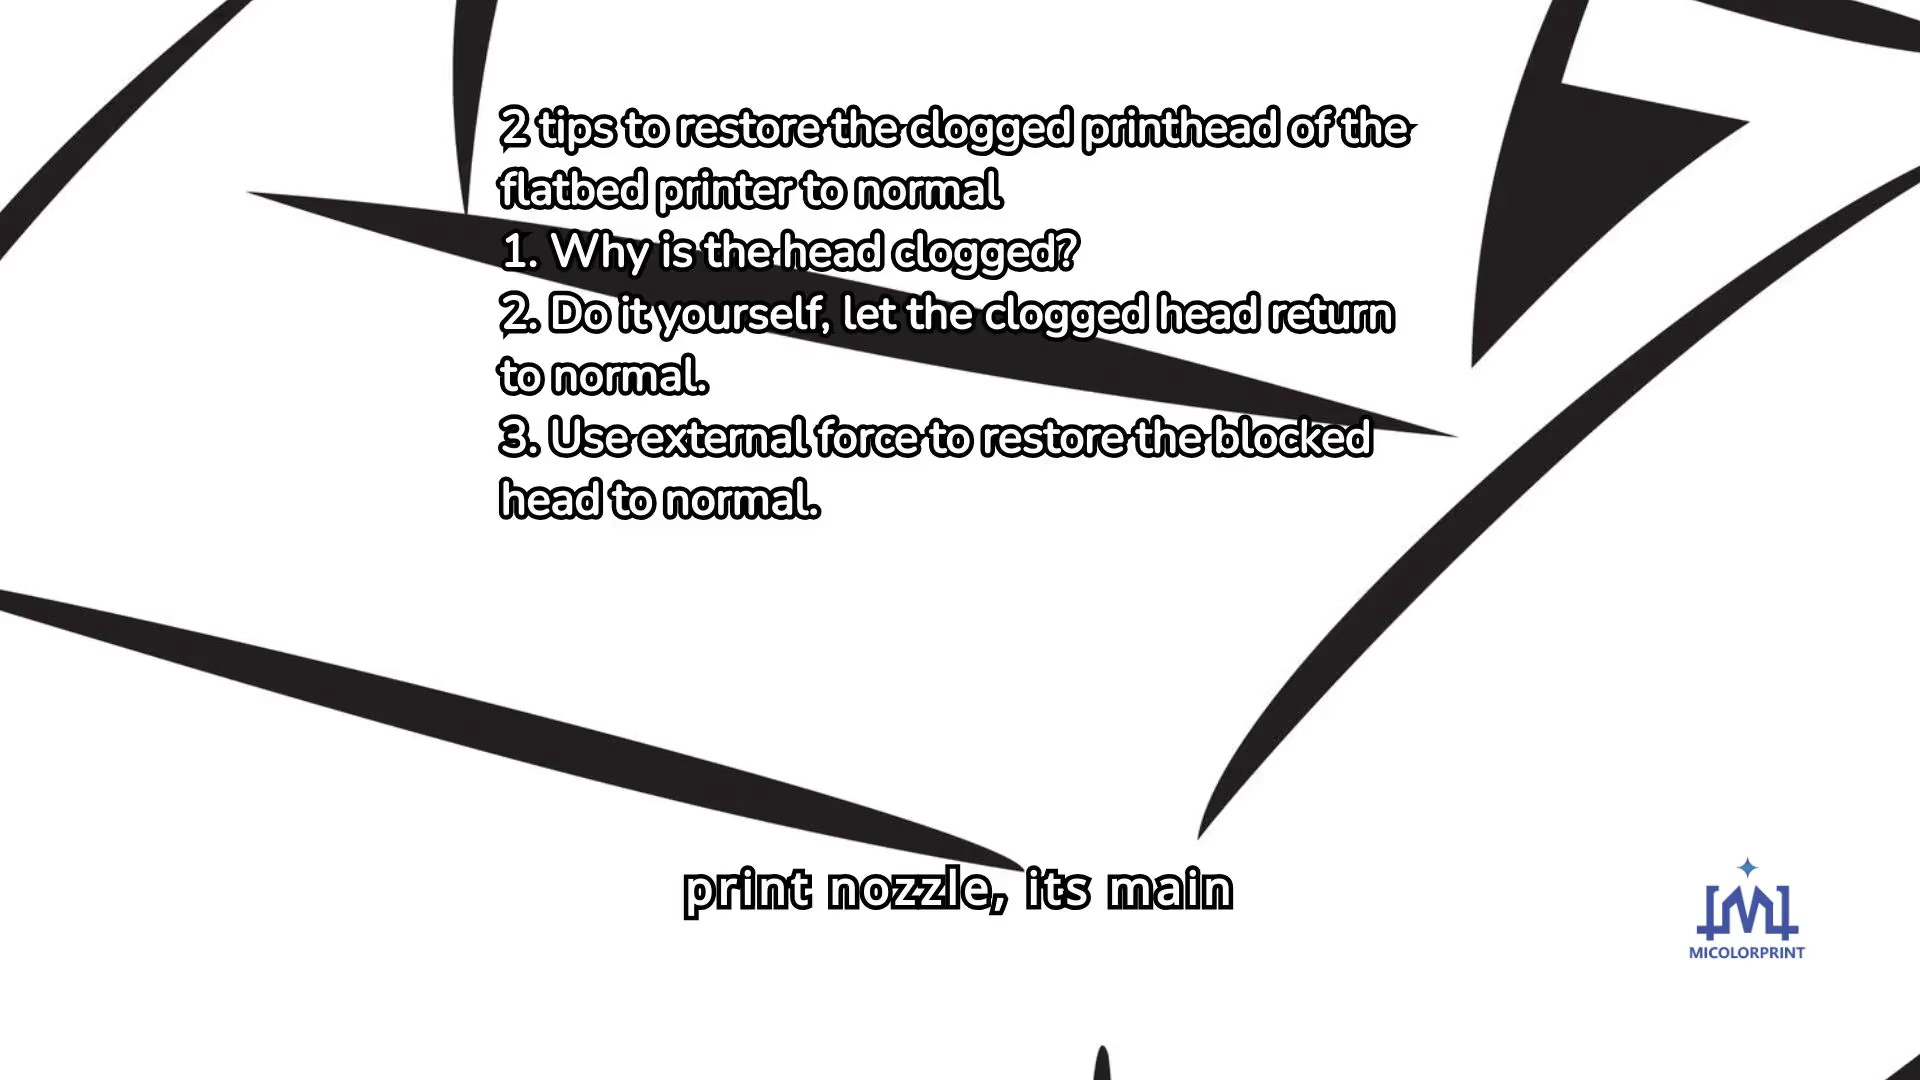 2 tips to restore the clogged printhead of the
flatbed printer to normal
1. Why is the head clogged?
2. Do it yourself, let the clogged head return
to normal.
3. Use external force to restore the blocked
head to normal.
print nozzle, its main
MICOLORPRINT